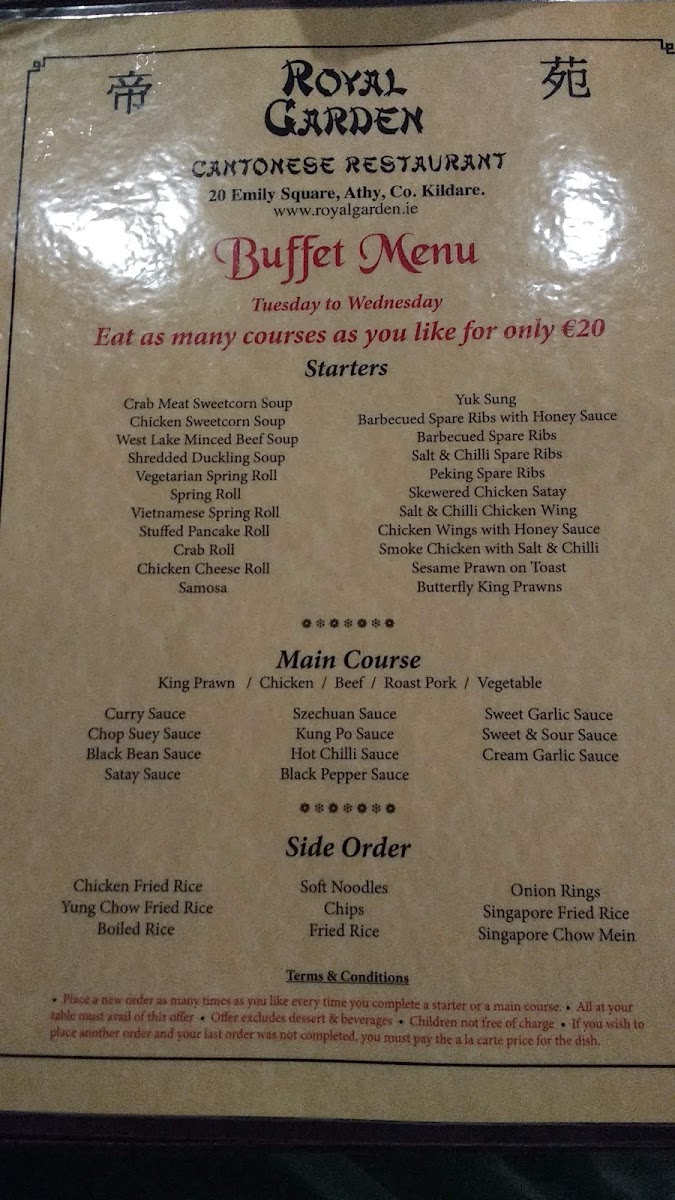 帝 苑
ROYAL
GARDEN
CANTONESE RESTAURANT
20 Emily Square, Athy, Co. Kildare.
www.royalgarden.ie
Buffet Menu
Tuesday to Wednesday
Eat as many courses as you like for only €20
Starters
Crab Meat Sweetcorn Soup
Chicken Sweetcorn Soup
West Lake Minced Beef Soup
Shredded Duckling Soup
Vegetarian Spring Roll
Spring Roll
Vietnamese Spring Roll
Stuffed Pancake Roll
Crab Roll
Chicken Cheese Roll
Samosa
Yuk Sung
Barbecued Spare Ribs with Honey Sauce
Barbecued Spare Ribs
Salt & Chilli Spare Ribs
Peking Spare Ribs
Skewered Chicken Satay
Salt & Chilli Chicken Wing
Chicken Wings with Honey Sauce
Smoke Chicken with Salt & Chilli
Sesame Prawn on Toast
Butterfly King Prawns
Main Course
King Prawn / Chicken / Beef / Roast Pork / Vegetable
Curry Sauce
Chop Suey Sauce
Black Bean Sauce
Satay Sauce
Szechuan Sauce
Kung Po Sauce
Hot Chilli Sauce
Black Pepper Sauce
Sweet Garlic Sauce
Sweet & Sour Sauce
Cream Garlic Sauce
Side Order
Chicken Fried Rice
Yung Chow Fried Rice
Boiled Rice
Soft Noodles
Chips
Fried Rice
Onion Rings
Singapore Fried Rice
Singapore Chow Mein
Terms & Conditions
• Place a new order as many times as you like every time you complete a starter or a main course. • All at your
table must avail of this offer • Offer excludes dessert & beverages • Children not free of charge • If you wish to
place another order and your last order was not completed, you must pay the a la carte price for the dish.